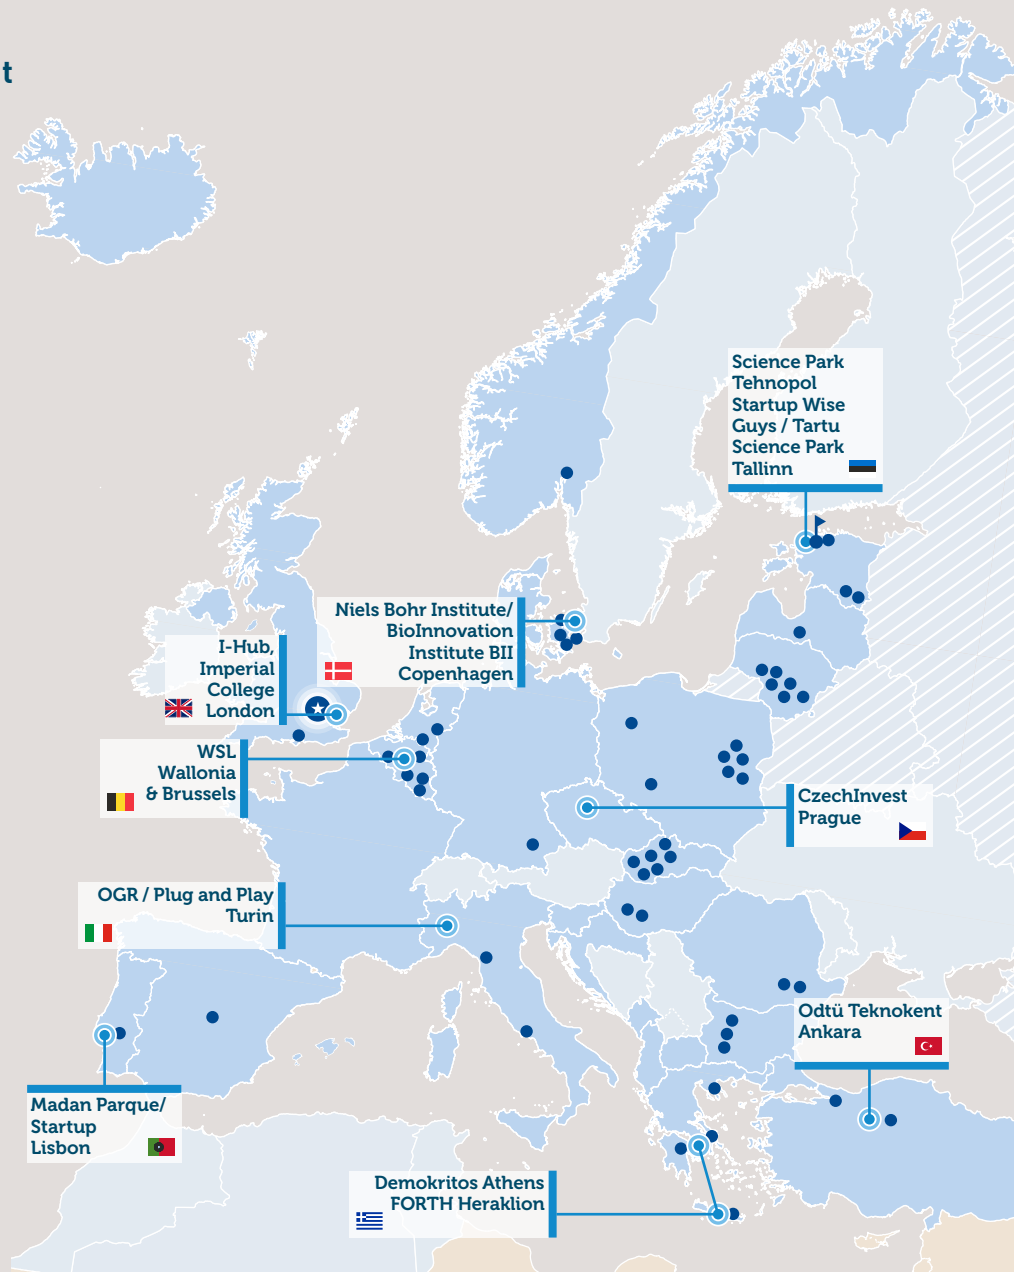 t
Science Park
Tehnopol
Startup Wise
Guys / Tartu
Science Park
Tallinn
Niels Bohr Institute/
BioInnovation
Institute BII
Copenhagen
I-Hub,
Imperial
College
London
WSL
Wallonia
& Brussels
CzechInvest
Prague
OGR / Plug and Play
Turin
Odtü Teknokent
Ankara
Madan Parque/
Startup
Lisbon
Demokritos Athens
FORTH Heraklion